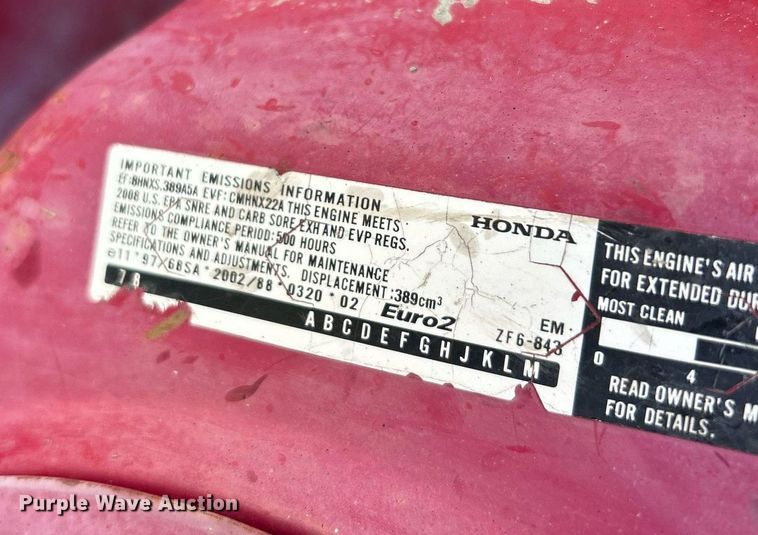 IMPORTANT EMISSIONS INFORMATION
EF:8HNXS.389A5A EVF:CMHNX22A THIS ENGINE MEETS
2008 U.S. EPA SNRE AND CARB SORE EXH AND EVP REGS.
EMISSIONS COMPLIANCE PERIOD:500 HOURS
REFER TO THE OWNER'S MANUAL FOR MAINTENANCE
SPECIFICATIONS AND ADJUSTMENTS. DISPLACEMENT:389cm³
e11*97/68SA*2002/88-0320*02 Euro2
7 8
A B C D E F G H J K L M
HONDA
EM·
ZF6-843
THIS ENGINE'S AIR
FOR EXTENDED DUR
MOST CLEAN
0 4
READ OWNER'S M
FOR DETAILS.
Purple Wave Auction